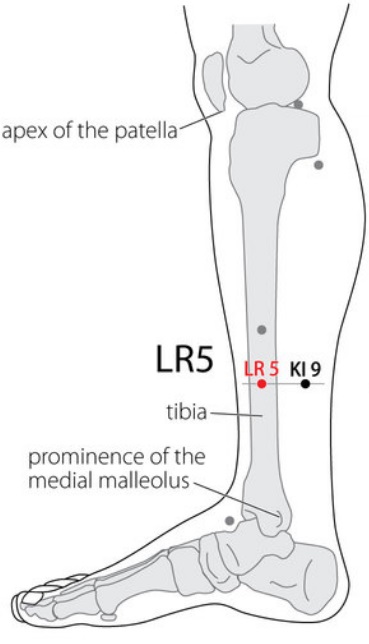 apex of the patella
LR5
LR 5 KI 9
tibia
prominence of the
medial malleolus